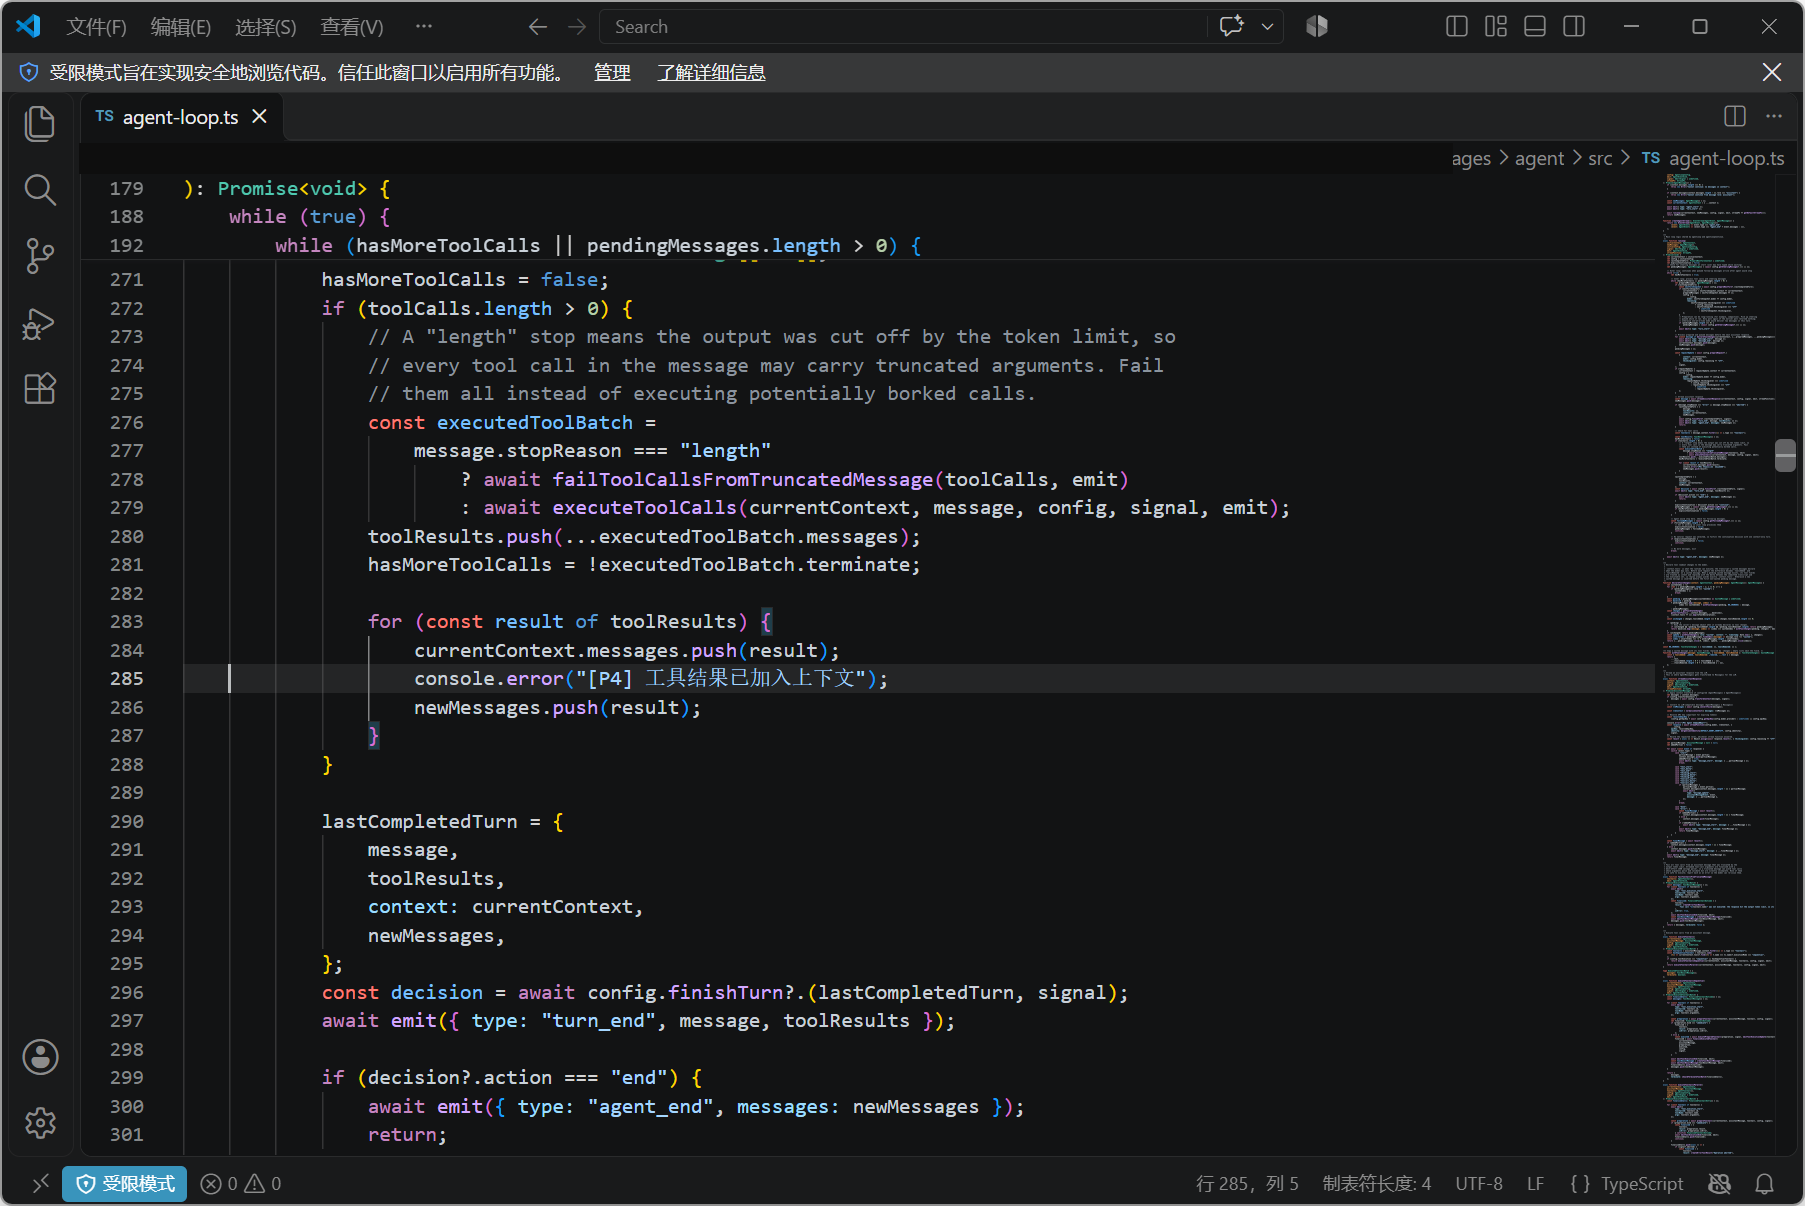 文件(F) 编辑(E) 选择(S) 查看(V) ··· Search
受限模式旨在实现安全地浏览代码。信任此窗口以启用所有功能。 管理 了解详细信息
TS agent-loop.ts
ages > agent > src > TS agent-loop.ts
179 ): Promise<void> {
188 while (true) {
192 while (hasMoreToolCalls || pendingMessages.length > 0) {
271 hasMoreToolCalls = false;
272 if (toolCalls.length > 0) {
273 // A "length" stop means the output was cut off by the token limit, so
274 // every tool call in the message may carry truncated arguments. Fail
275 // them all instead of executing potentially borked calls.
276 const executedToolBatch =
277 message.stopReason === "length"
278 ? await failToolCallsFromTruncatedMessage(toolCalls, emit)
279 : await executeToolCalls(currentContext, message, config, signal, emit);
280 toolResults.push(...executedToolBatch.messages);
281 hasMoreToolCalls = !executedToolBatch.terminate;
282
283 for (const result of toolResults) {
284 currentContext.messages.push(result);
285 console.error("[P4] 工具结果已加入上下文");
286 newMessages.push(result);
287 }
288 }
289
290 lastCompletedTurn = {
291 message,
292 toolResults,
293 context: currentContext,
294 newMessages,
295 };
296 const decision = await config.finishTurn?.(lastCompletedTurn, signal);
297 await emit({ type: "turn_end", message, toolResults });
298
299 if (decision?.action === "end") {
300 await emit({ type: "agent_end", messages: newMessages });
301 return;
受限模式 0 0 行 285，列 5 制表符长度: 4 UTF-8 LF { } TypeScript